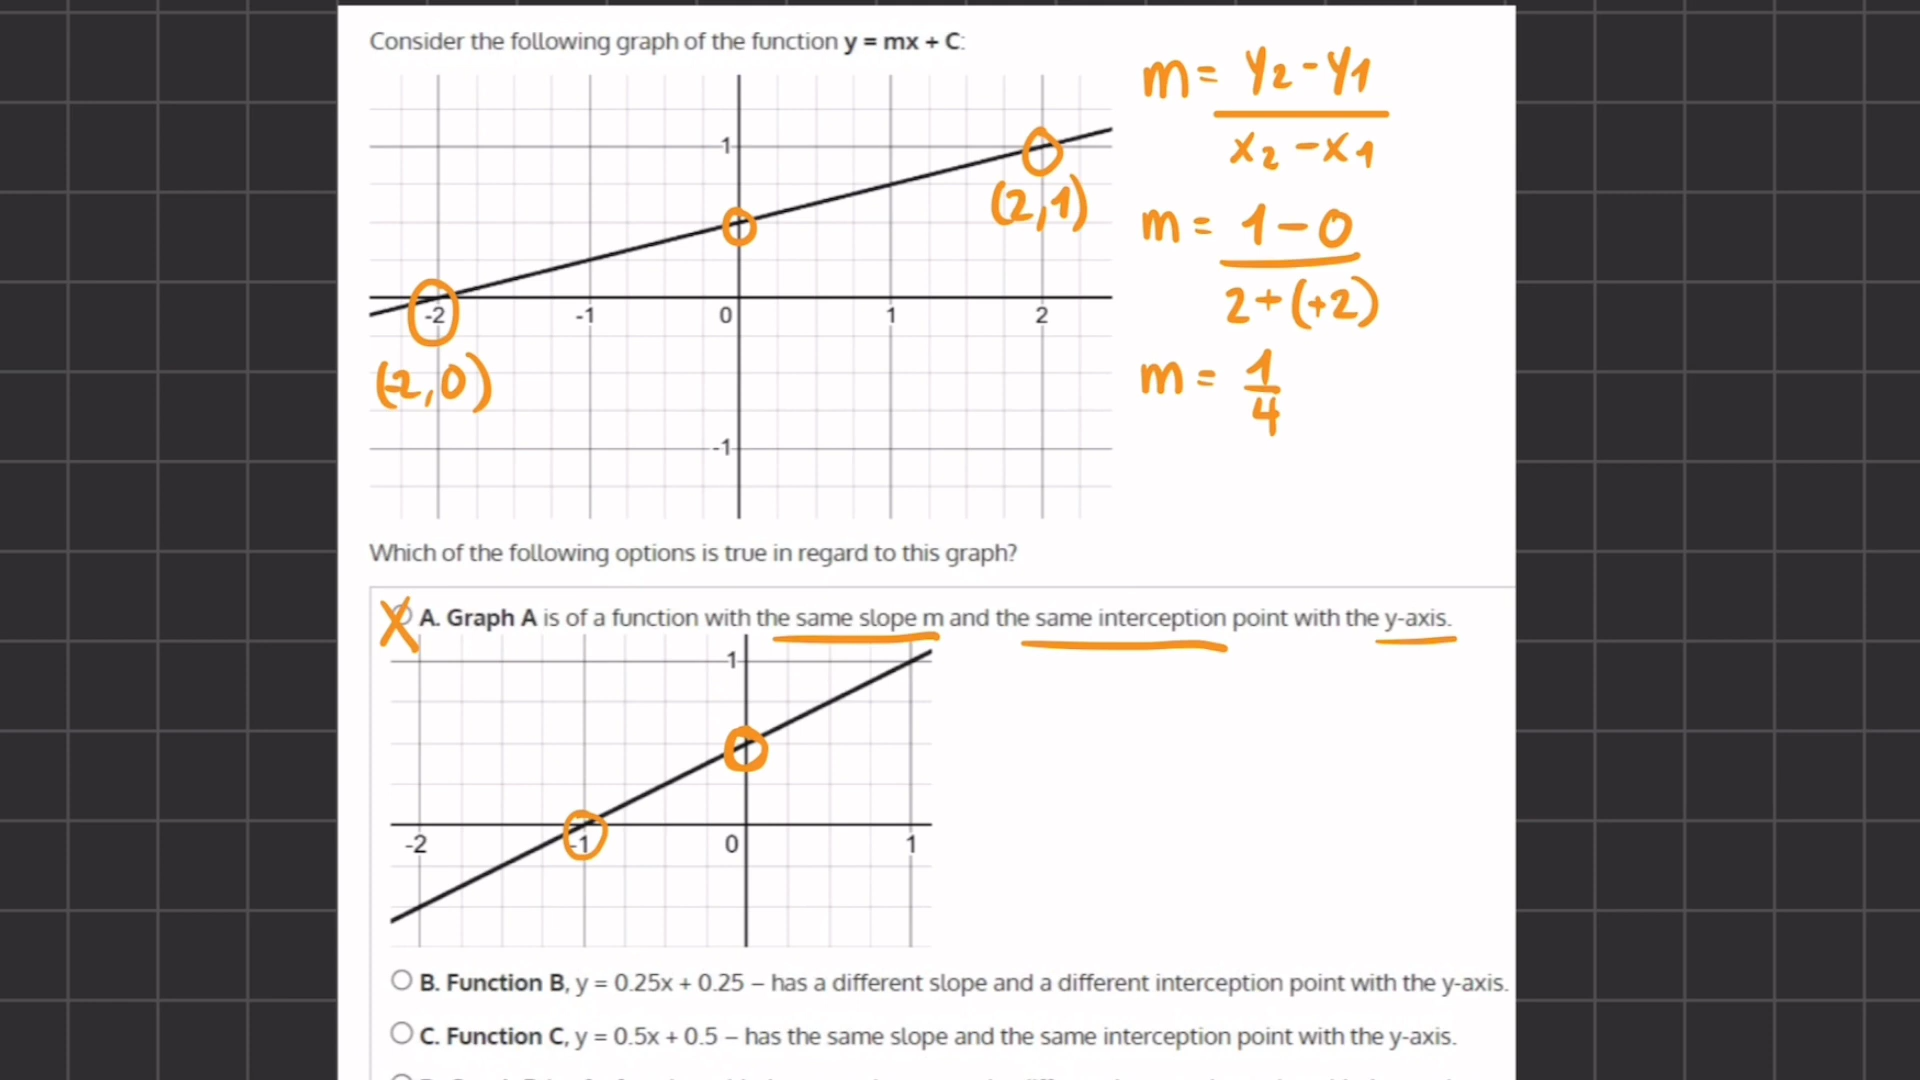 Consider the following graph of the function y = mx + C:
m = y2 - y1
x2 - x1
1
(2,1)
m = 1 - 0
2 + (+2)
-2 -1 0 1 2
(-2,0)
m = 1
4
-1
Which of the following options is true in regard to this graph?
X A. Graph A is of a function with the same slope m and the same interception point with the y-axis.
1
-2 -1 0 1
B. Function B, y = 0.25x + 0.25 – has a different slope and a different interception point with the y-axis.
C. Function C, y = 0.5x + 0.5 – has the same slope and the same interception point with the y-axis.